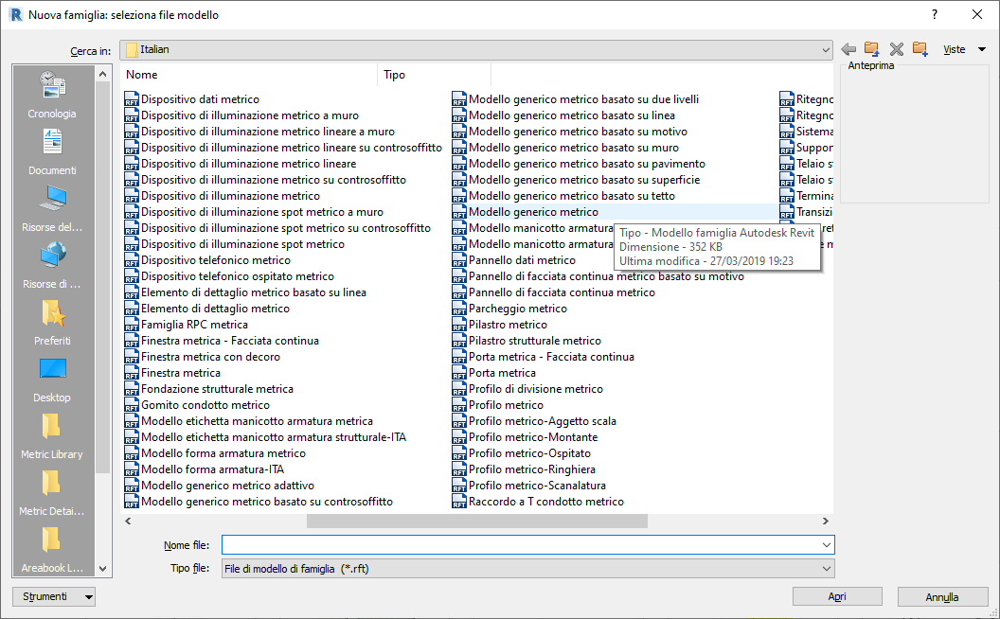 Nuova famiglia: seleziona file modello
Cerca in:
Italian
Viste
Anteprima
Cronologia
Documenti
Risorse del...
Risorse di ...
Preferiti
Desktop
Metric Library
Metric Detai...
Areabook L...
Nome
Tipo
Dispositivo dati metrico
Dispositivo di illuminazione metrico a muro
Dispositivo di illuminazione metrico lineare a muro
Dispositivo di illuminazione metrico lineare su controsoffitto
Dispositivo di illuminazione metrico lineare
Dispositivo di illuminazione metrico su controsoffitto
Dispositivo di illuminazione metrico
Dispositivo di illuminazione spot metrico a muro
Dispositivo di illuminazione spot metrico su controsoffitto
Dispositivo di illuminazione spot metrico
Dispositivo telefonico metrico
Dispositivo telefonico ospitato metrico
Elemento di dettaglio metrico basato su linea
Elemento di dettaglio metrico
Famiglia RPC metrica
Finestra metrica - Facciata continua
Finestra metrica con decoro
Finestra metrica
Fondazione strutturale metrica
Gomito condotto metrico
Modello etichetta manicotto armatura metrica
Modello etichetta manicotto armatura strutturale-ITA
Modello forma armatura metrico
Modello forma armatura-ITA
Modello generico metrico adattivo
Modello generico metrico basato su controsoffitto
Modello generico metrico basato su due livelli
Modello generico metrico basato su linea
Modello generico metrico basato su motivo
Modello generico metrico basato su muro
Modello generico metrico basato su pavimento
Modello generico metrico basato su superficie
Modello generico metrico basato su tetto
Modello generico metrico
Modello manicotto armatura
Modello manicotto armatura
Pannello dati metrico
Pannello di facciata continua metrico basato su motivo
Pannello di facciata continua metrico
Parcheggio metrico
Pilastro metrico
Pilastro strutturale metrico
Porta metrica - Facciata continua
Porta metrica
Profilo di divisione metrico
Profilo metrico
Profilo metrico-Aggetto scala
Profilo metrico-Montante
Profilo metrico-Ospitato
Profilo metrico-Ringhiera
Profilo metrico-Scanalatura
Raccordo a T condotto metrico
Ritegno
Ritegno
Sistema
Suppor
Telaio s
Telaio s
Termina
Transizi
Tipo - Modello famiglia Autodesk Revit
Dimensione - 352 KB
Ultima modifica - 27/03/2019 19:23
Nome file:
Tipo file:
File di modello di famiglia (*.rft)
Strumenti
Apri
Annulla